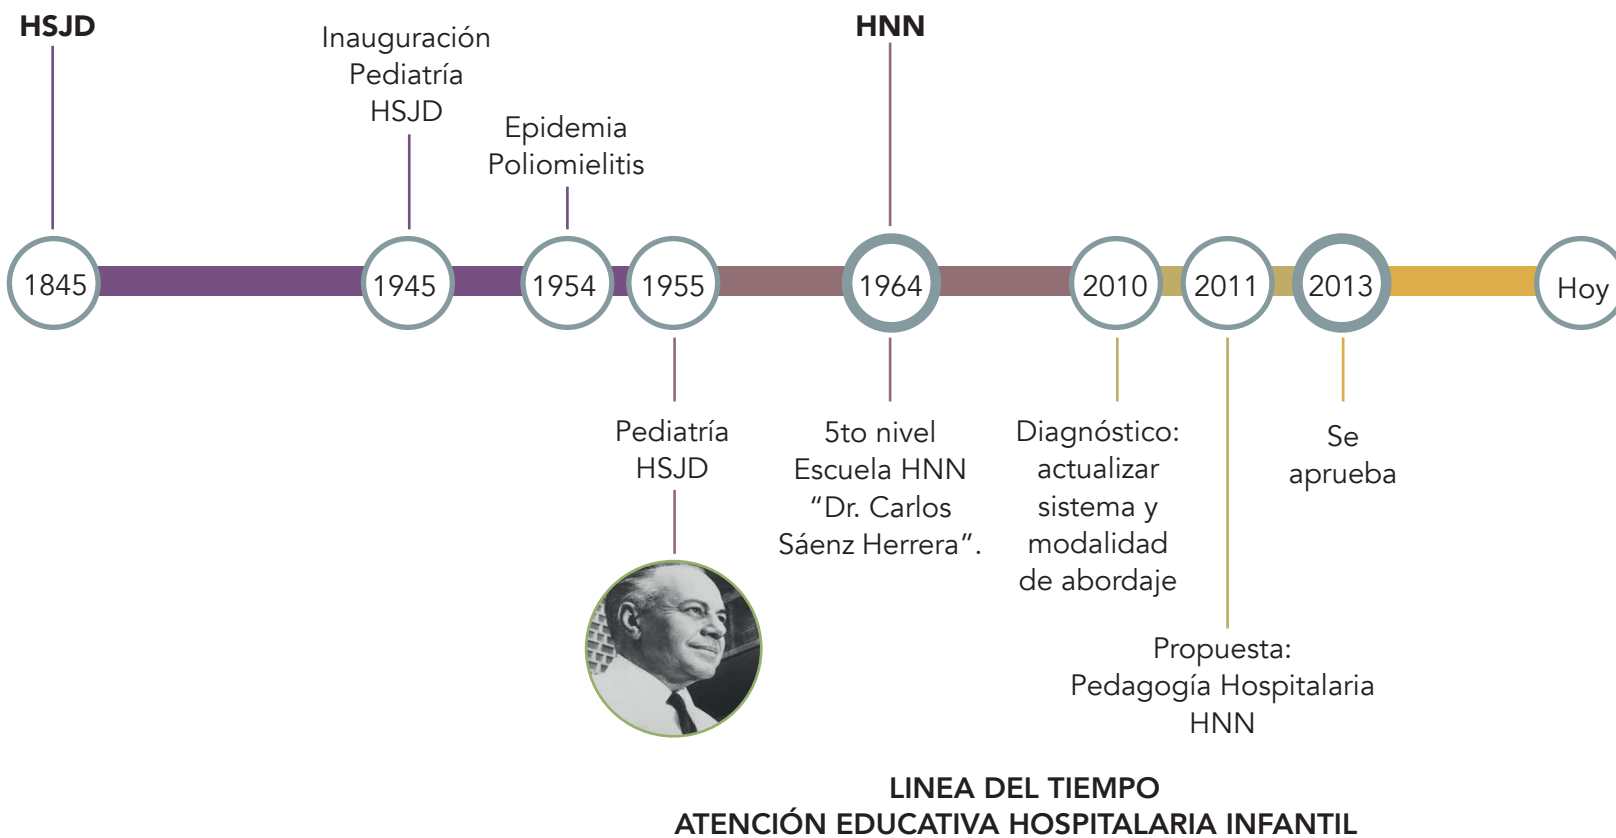 HSJD
Inauguración
Pediatría
HSJD
Epidemia
Poliomielitis
HNN
1845
1945
1954
1955
1964
2010
2011
2013
Hoy
Pediatría
HSJD
5to nivel
Escuela HNN
“Dr. Carlos
Sáenz Herrera”.
Diagnóstico:
actualizar
sistema y
modalidad
de abordaje
Propuesta:
Pedagogía Hospitalaria
HNN
Se
aprueba
LINEA DEL TIEMPO
ATENCIÓN EDUCATIVA HOSPITALARIA INFANTIL